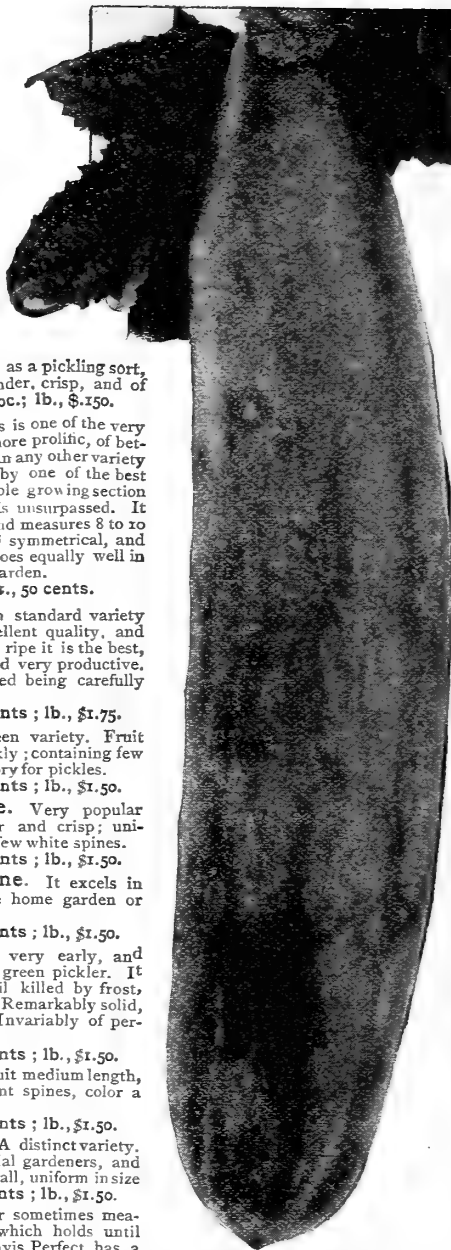 as a pickling sort,
nder, crisp, and of
oc.; lb., $.150.
s is one of the very
nore prolific, of bet-
n any other variety
by one of the best
ble growing section
is unsurpassed. It
nd measures 8 to 10
symmetrical, and
oes equally well in
arden.
., 50 cents.
standard variety
ellent quality, and
ripe it is the best,
d very productive.
ed being carefully
nts ; lb., $1.75.
een variety. Fruit
kly ; containing few
ry for pickles.
nts ; lb., $1.50.
e. Very popular
r and crisp; uni-
few white spines.
nts ; lb., $1.50.
ne. It excels in
e home garden or
nts ; lb., $1.50.
very early, and
green pickler. It
il killed by frost,
Remarkably solid,
Invariably of per-
nts ; lb., $1.50.
uit medium length,
nt spines, color a
nts ; lb., $1.50.
A distinct variety.
al gardeners, and
all, uniform in size
nts ; lb., $1.50.
r sometimes mea-
which holds until
avis Perfect has a